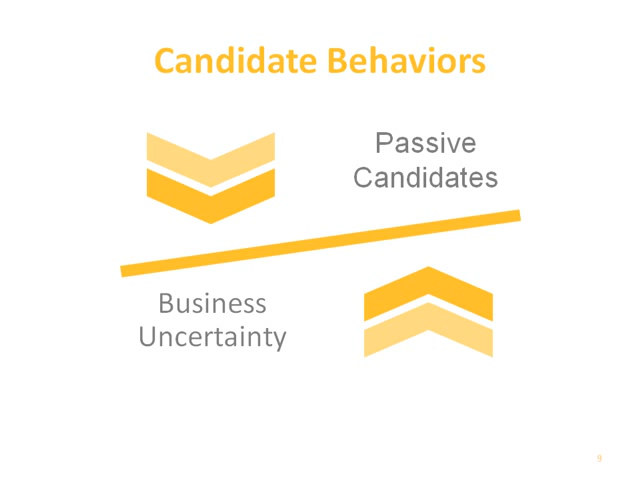 Candidate Behaviors
Passive
Candidates
Business
Uncertainty
9